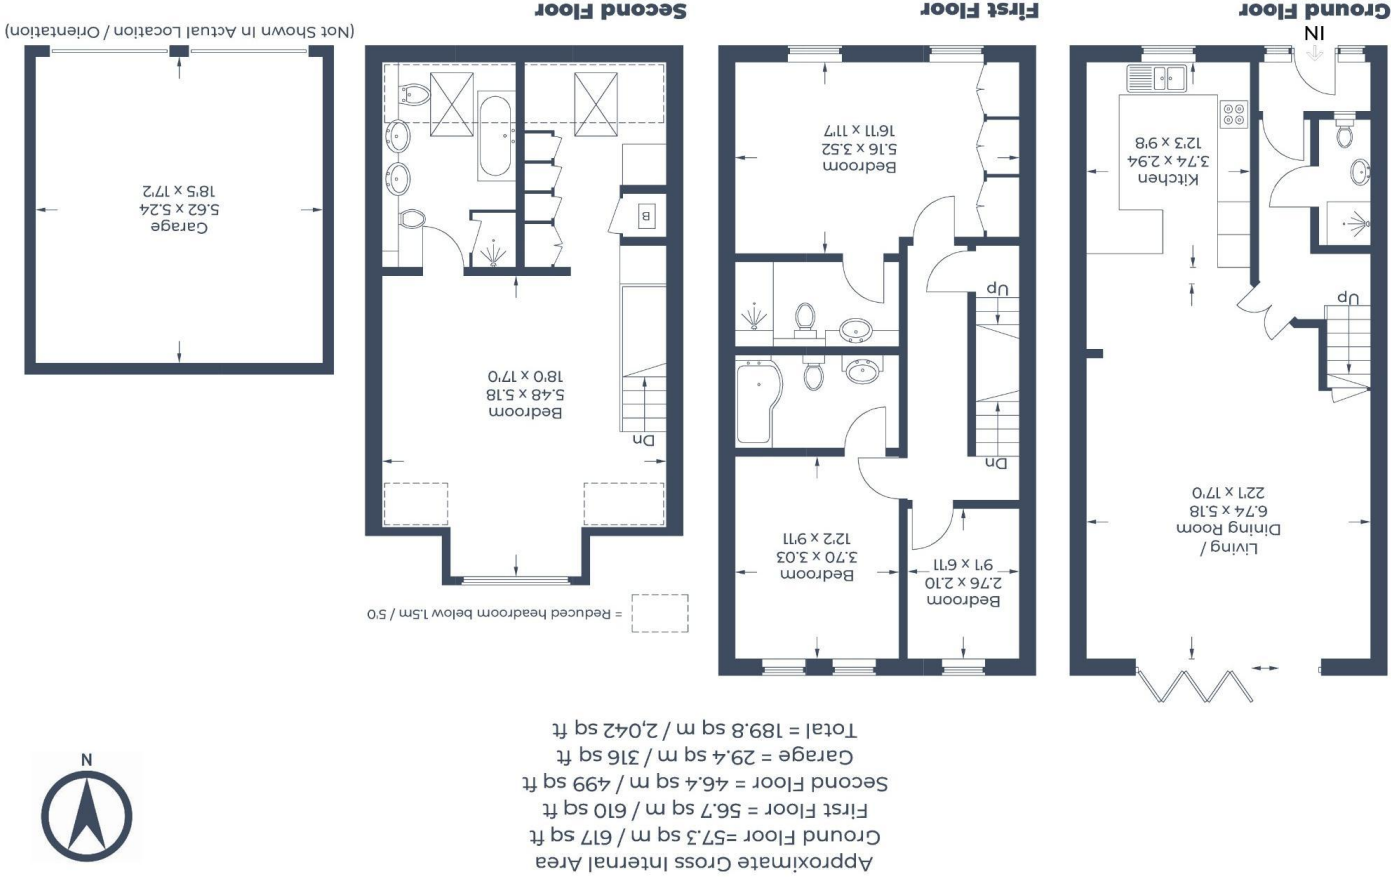 Approximate Gross Internal Area
Ground Floor =57.3 sq m / 617 sq ft
First Floor = 56.7 sq m / 610 sq ft
Second Floor = 46.4 sq m / 499 sq ft
Garage = 29.4 sq m / 316 sq ft
Total = 189.8 sq m / 2,042 sq ft
N
= Reduced headroom below 1.5m / 5'0
Living /
Dining Room
6.74 x 5.18
22'1 x 17'0
Up
Kitchen
3.74 x 2.94
12'3 x 9'8
IN
Ground Floor
Bedroom
2.76 x 2.10
9'1 x 6'11
Bedroom
3.70 x 3.03
12'2 x 9'11
Dn
Up
Bedroom
5.16 x 3.52
16'11 x 11'7
First Floor
Dn
Bedroom
5.48 x 5.18
18'0 x 17'0
B
Second Floor
Garage
5.62 x 5.24
18'5 x 17'2
(Not Shown In Actual Location / Orientation)